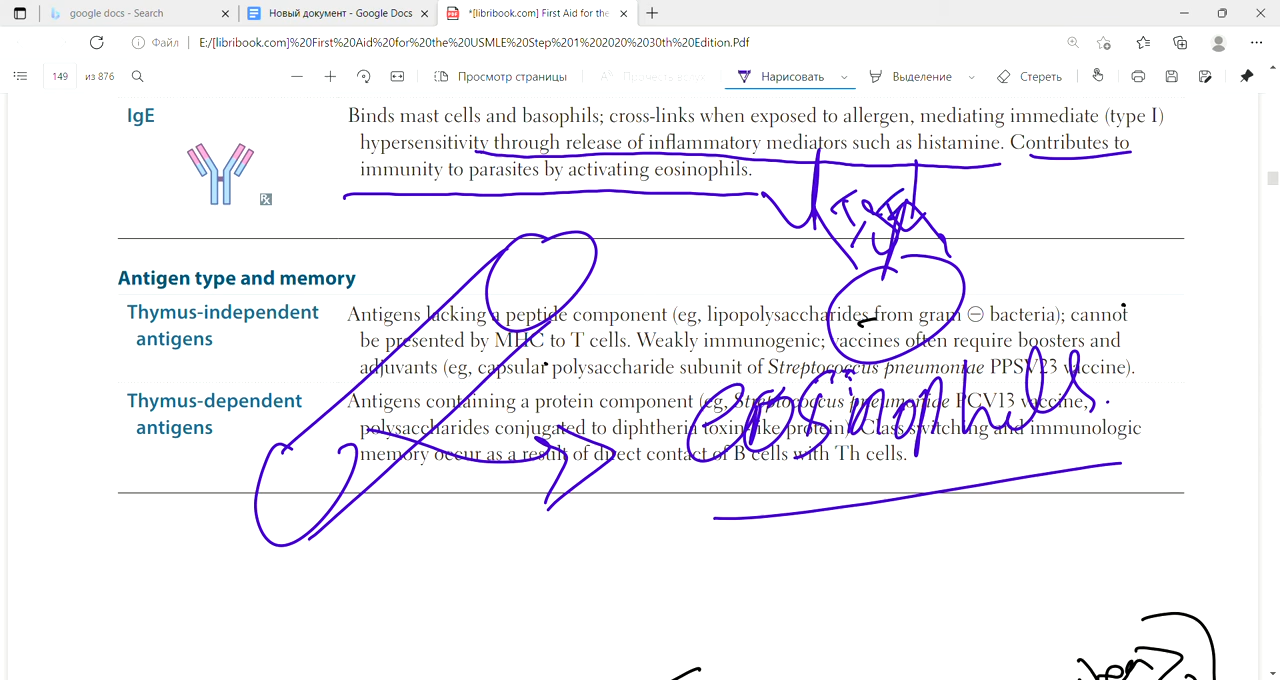 google docs - Search
Новый документ - Google Docs
*[libribook.com] First Aid for the
Файл
E:/[libribook.com]%20First%20Aid%20for%20the%20USMLE%20Step%201%202020%2030th%20Edition.Pdf
149 из 876
Просмотр страницы
Прочесть вслух
Нарисовать
Выделение
Стереть
IgE
Binds mast cells and basophils; cross-links when exposed to allergen, mediating immediate (type I)
hypersensitivity through release of inflammatory mediators such as histamine. Contributes to
immunity to parasites by activating eosinophils.
Rx
Antigen type and memory
Thymus-independent
antigens
Antigens lacking a peptide component (eg, lipopolysaccharides from gram ⊖ bacteria); cannot
be presented by MHC to T cells. Weakly immunogenic; vaccines often require boosters and
adjuvants (eg, capsular polysaccharide subunit of Streptococcus pneumoniae PPSV23 vaccine).
Thymus-dependent
antigens
Antigens containing a protein component (eg, Streptococcus pneumoniae PCV13 vaccine,
polysaccharides conjugated to diphtheria toxin-like protein). Class switching and immunologic
memory occur as a result of direct contact of B cells with Th cells.
eosinophils.